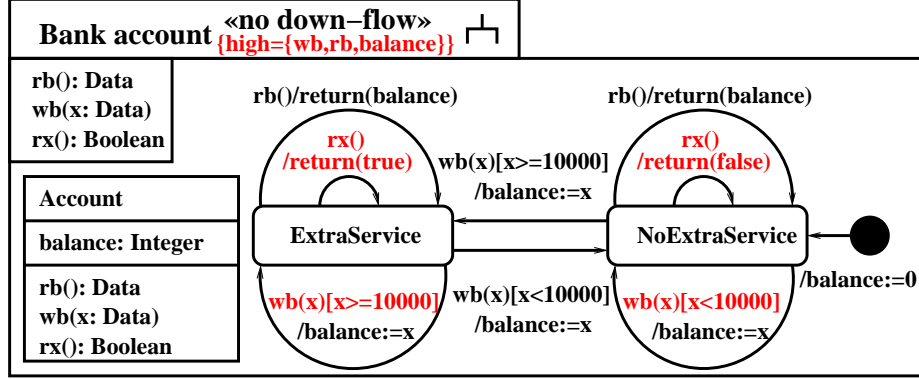 Bank account «no down−flow»
{high={wb,rb,balance}}
rb(): Data
wb(x: Data)
rx(): Boolean
Account
balance: Integer
rb(): Data
wb(x: Data)
rx(): Boolean
rb()/return(balance)
rx()
/return(true)
ExtraService
wb(x)[x>=10000]
/balance:=x
wb(x)[x>=10000]
/balance:=x
wb(x)[x<10000]
/balance:=x
rb()/return(balance)
rx()
/return(false)
NoExtraService
wb(x)[x<10000]
/balance:=x
/balance:=0